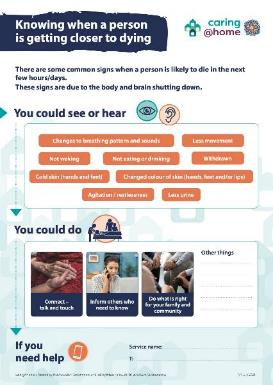 Knowing when a person
is getting closer to dying
caring
@home
There are some common signs when a person is likely to die in the next
few hours/days.
These signs are due to the body and brain shutting down.
You could see or hear
Changes to breathing pattern and sounds
Less movement
Not waking
Not eating or drinking
Withdrawn
Cold skin (hands and feet)
Changed colour of skin (hands, feet and/or lips)
Agitation / restlessness
Less urine
You could do
Other things
Connect –
talk and touch
Inform others who
need to know
Do what is right
for your family and
community
If you
need help
Service name: